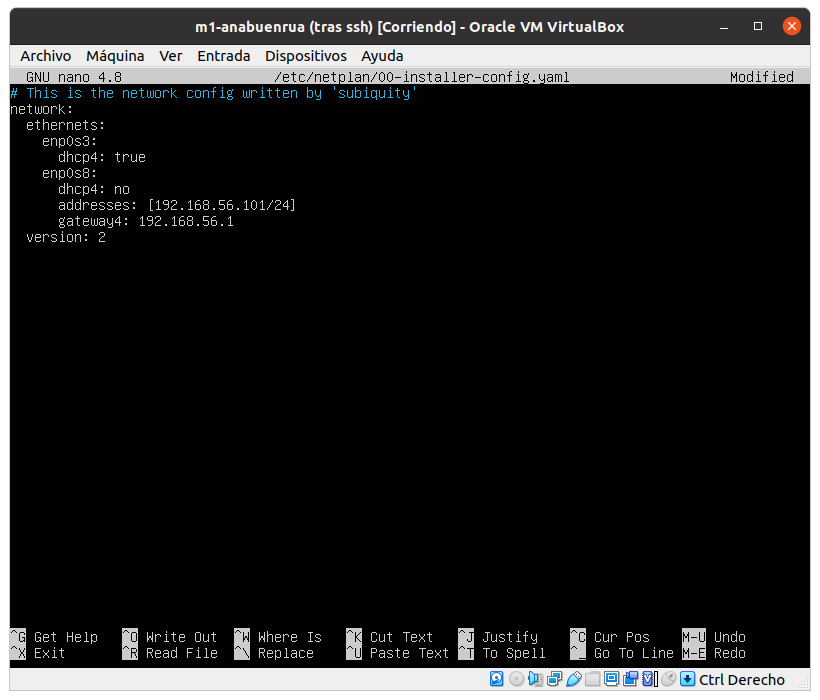 m1-anabuenrua (tras ssh) [Corriendo] - Oracle VM VirtualBox
Archivo Máquina Ver Entrada Dispositivos Ayuda
GNU nano 4.8 /etc/netplan/00-installer-config.yaml Modified
# This is the network config written by 'subiquity'
network:
  ethernets:
    enp0s3:
      dhcp4: true
    enp0s8:
      dhcp4: no
      addresses: [192.168.56.101/24]
      gateway4: 192.168.56.1
  version: 2
^G Get Help ^O Write Out ^W Where Is ^K Cut Text ^J Justify ^C Cur Pos M-U Undo
^X Exit ^R Read File ^\ Replace ^U Paste Text ^T To Spell ^_ Go To Line M-E Redo
Ctrl Derecho